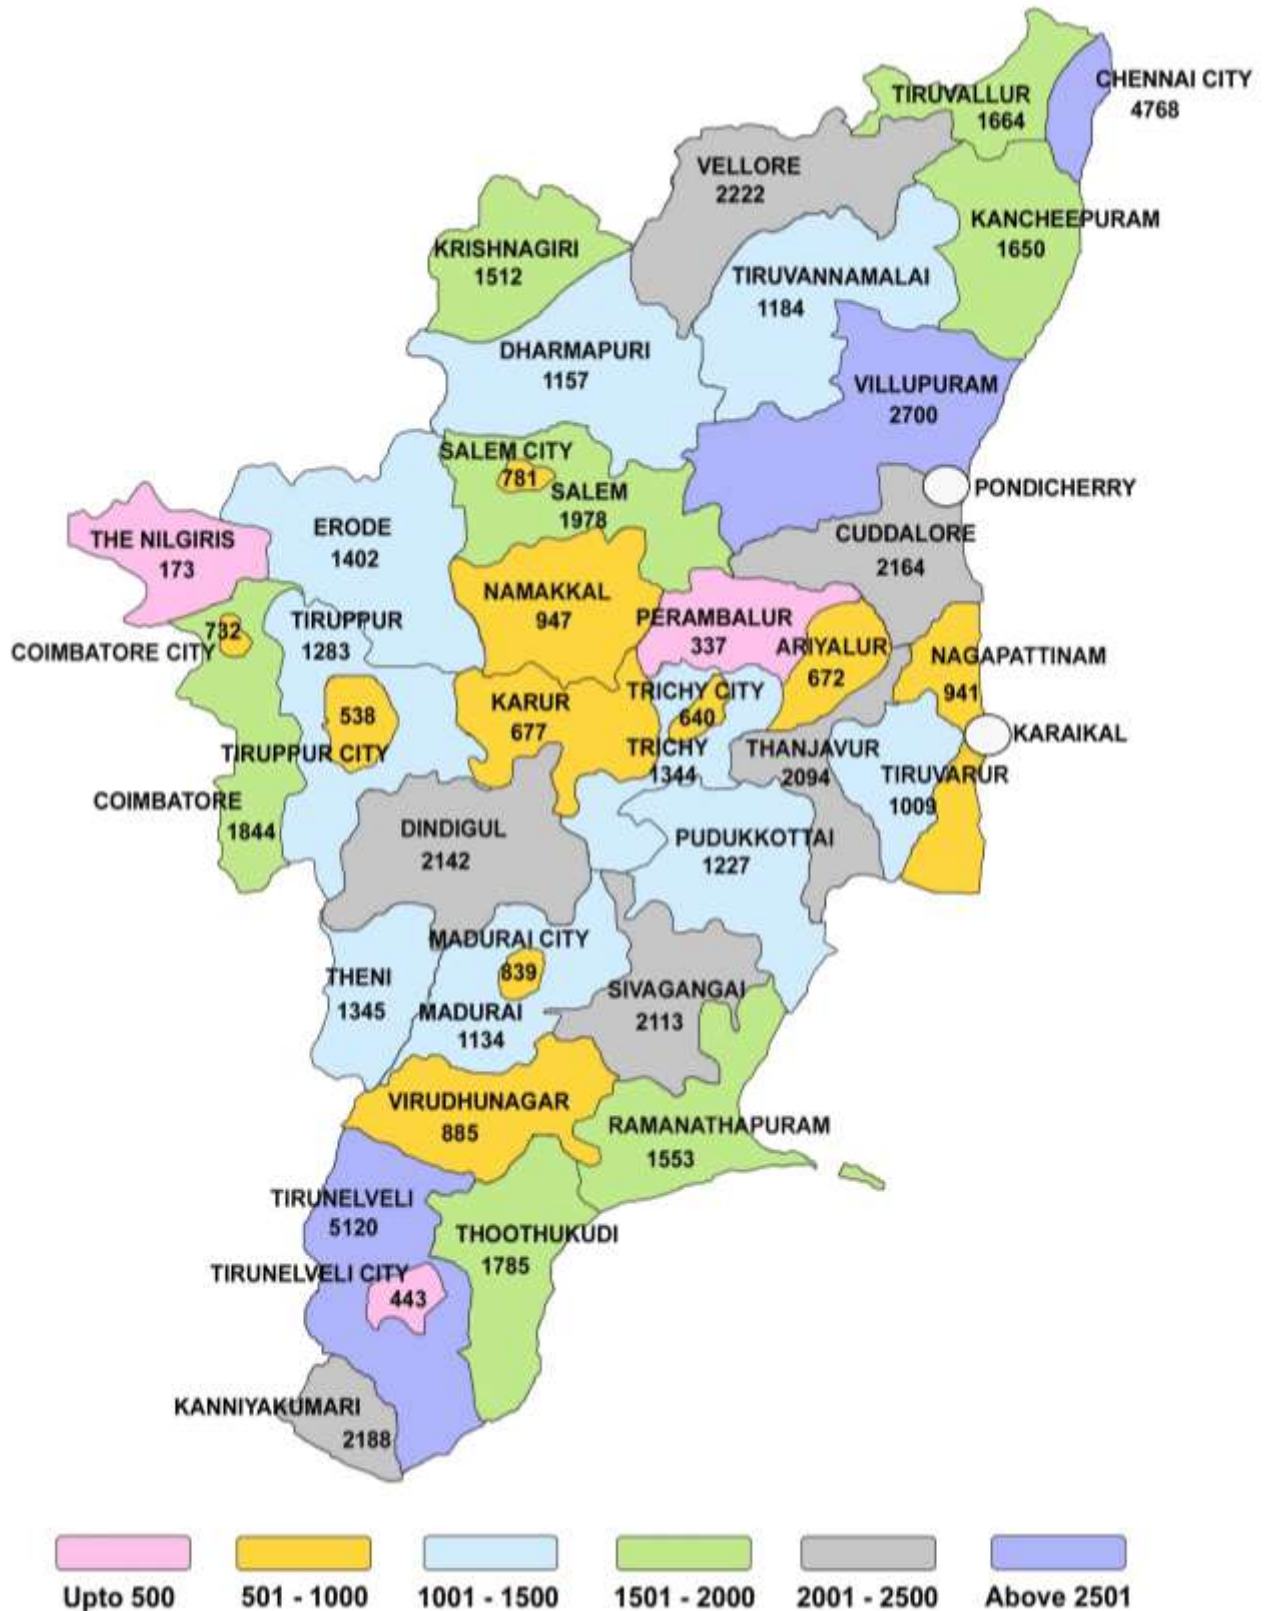 CHENNAI CITY
4768
TIRUVALLUR
1664
VELLORE
2222
KANCHEEPURAM
1650
KRISHNAGIRI
1512
TIRUVANNAMALAI
1184
DHARMAPURI
1157
VILLUPURAM
2700
SALEM CITY
781
SALEM
1978
PONDICHERRY
THE NILGIRIS
173
ERODE
1402
CUDDALORE
2164
NAMAKKAL
947
PERAMBALUR
337
ARIYALUR
672
NAGAPATTINAM
941
732
COIMBATORE CITY
TIRUPPUR
1283
538
TIRUPPUR CITY
KARUR
677
TRICHY CITY
640
TRICHY
1344
THANJAVUR
2094
KARAIKAL
TIRUVARUR
1009
COIMBATORE
1844
DINDIGUL
2142
PUDUKKOTTAI
1227
MADURAI CITY
839
THENI
1345
MADURAI
1134
SIVAGANGAI
2113
VIRUDHUNAGAR
885
RAMANATHAPURAM
1553
TIRUNELVELI
5120
THOOTHUKUDI
1785
TIRUNELVELI CITY
443
KANNIYAKUMARI
2188
Upto 500
501 - 1000
1001 - 1500
1501 - 2000
2001 - 2500
Above 2501